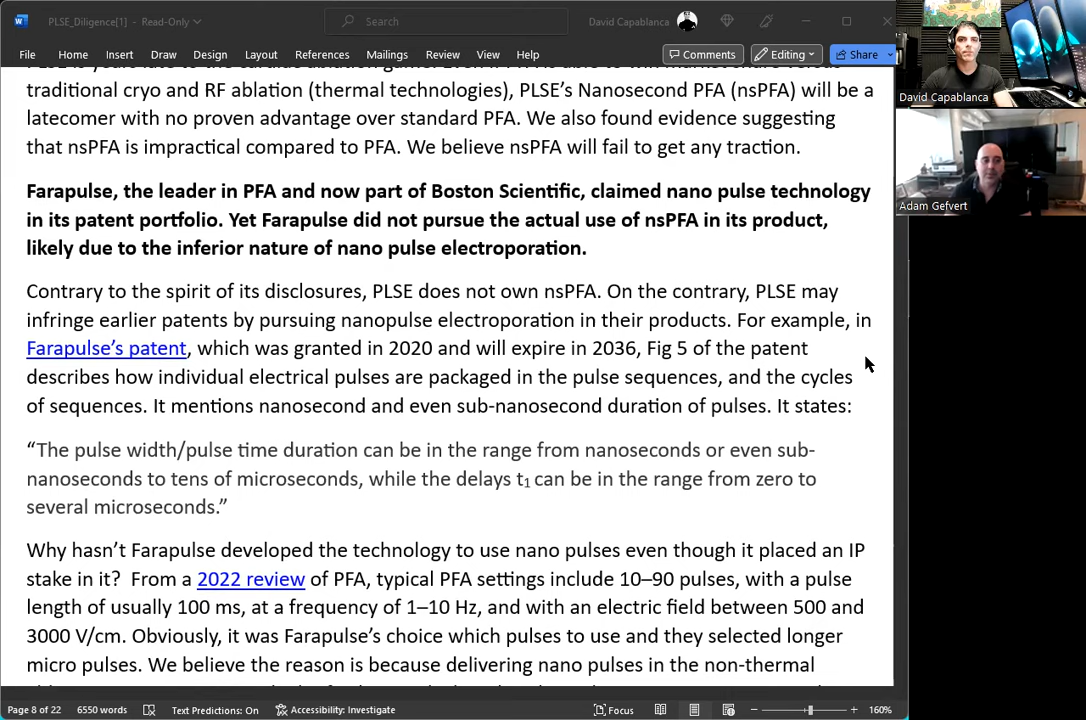 PLSE_Diligence[1] - Read-Only
Search
David Capablanca
File Home Insert Draw Design Layout References Mailings Review View Help
Comments
Editing
Share
traditional cryo and RF ablation (thermal technologies), PLSE’s Nanosecond PFA (nsPFA) will be a
latecomer with no proven advantage over standard PFA. We also found evidence suggesting
that nsPFA is impractical compared to PFA. We believe nsPFA will fail to get any traction.
Farapulse, the leader in PFA and now part of Boston Scientific, claimed nano pulse technology
in its patent portfolio. Yet Farapulse did not pursue the actual use of nsPFA in its product,
likely due to the inferior nature of nano pulse electroporation.
Contrary to the spirit of its disclosures, PLSE does not own nsPFA. On the contrary, PLSE may
infringe earlier patents by pursuing nanopulse electroporation in their products. For example, in
Farapulse’s patent, which was granted in 2020 and will expire in 2036, Fig 5 of the patent
describes how individual electrical pulses are packaged in the pulse sequences, and the cycles
of sequences. It mentions nanosecond and even sub-nanosecond duration of pulses. It states:
“The pulse width/pulse time duration can be in the range from nanoseconds or even sub-
nanoseconds to tens of microseconds, while the delays t₁ can be in the range from zero to
several microseconds.”
Why hasn’t Farapulse developed the technology to use nano pulses even though it placed an IP
stake in it?  From a 2022 review of PFA, typical PFA settings include 10–90 pulses, with a pulse
length of usually 100 ms, at a frequency of 1–10 Hz, and with an electric field between 500 and
3000 V/cm. Obviously, it was Farapulse’s choice which pulses to use and they selected longer
micro pulses. We believe the reason is because delivering nano pulses in the non-thermal
Page 8 of 22 6550 words Text Predictions: On Accessibility: Investigate Focus 160%
David Capablanca
Adam Gefvert